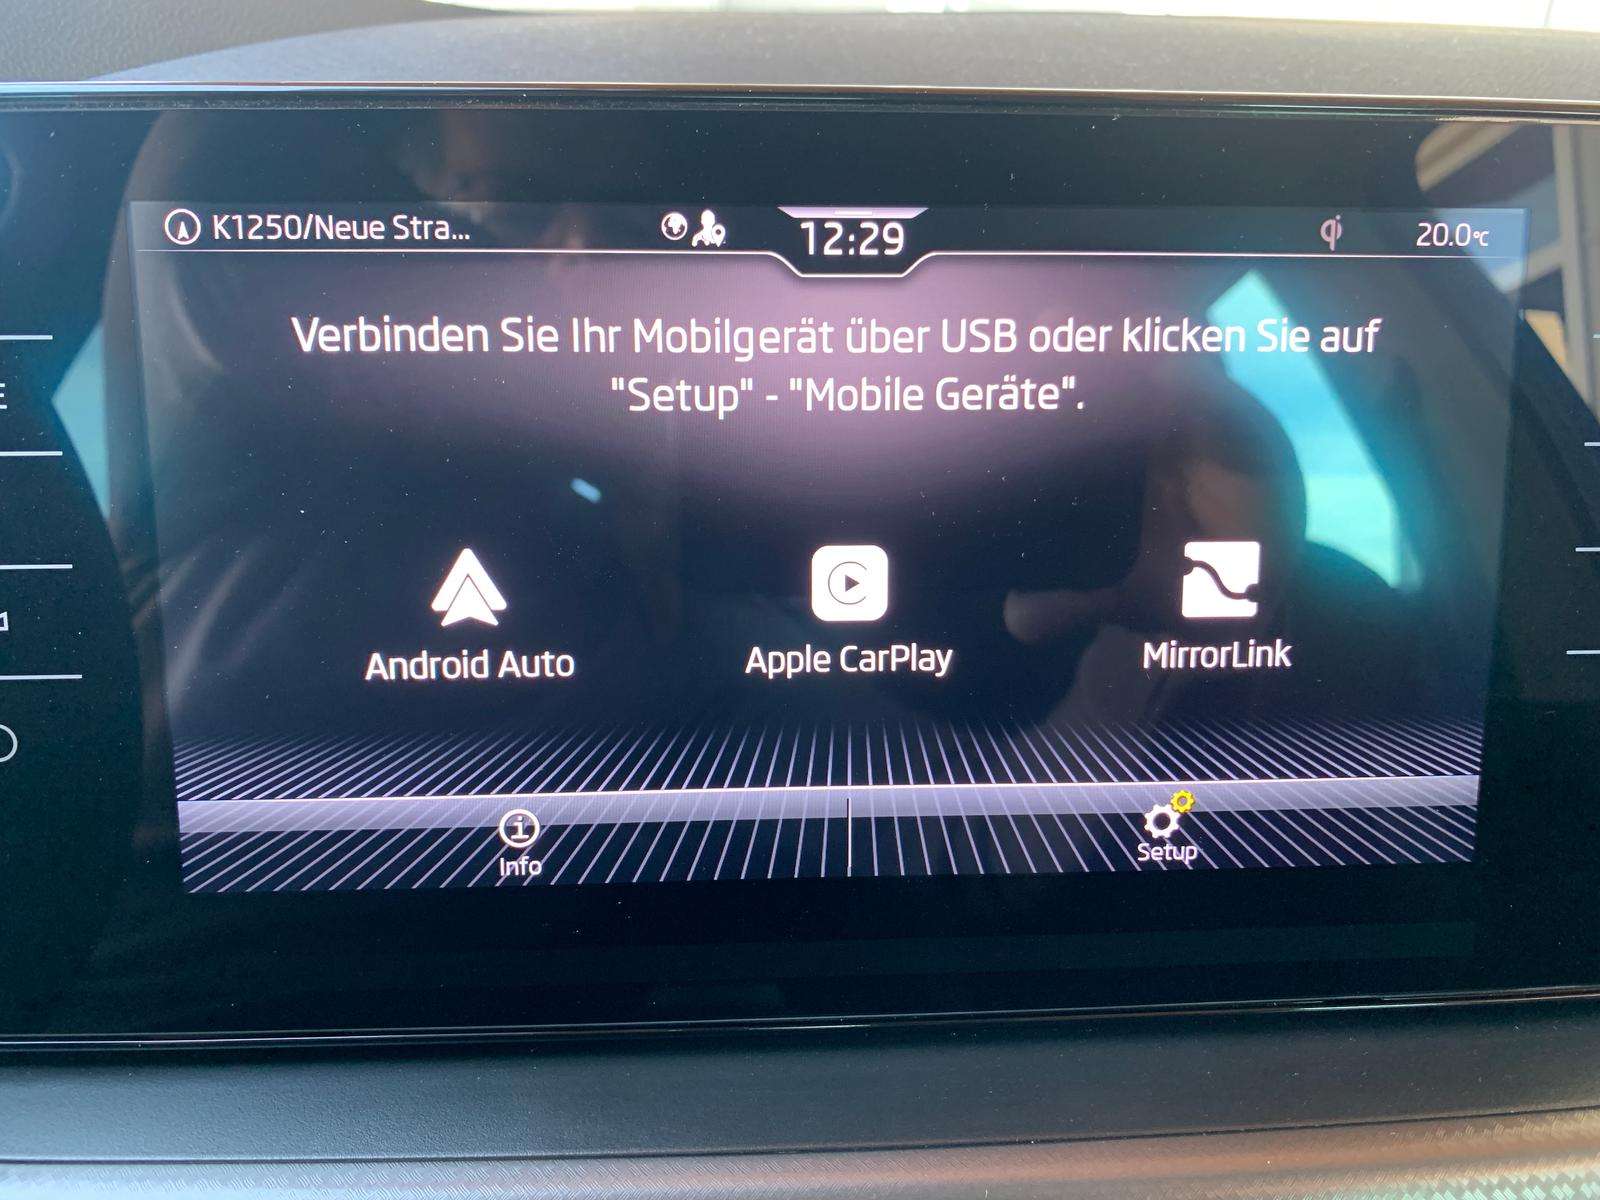 K1250/Neue Stra...
12:29
20.0°C
Verbinden Sie Ihr Mobilgerät über USB oder klicken Sie auf
"Setup" - "Mobile Geräte".
Android Auto
Apple CarPlay
MirrorLink
Info
Setup